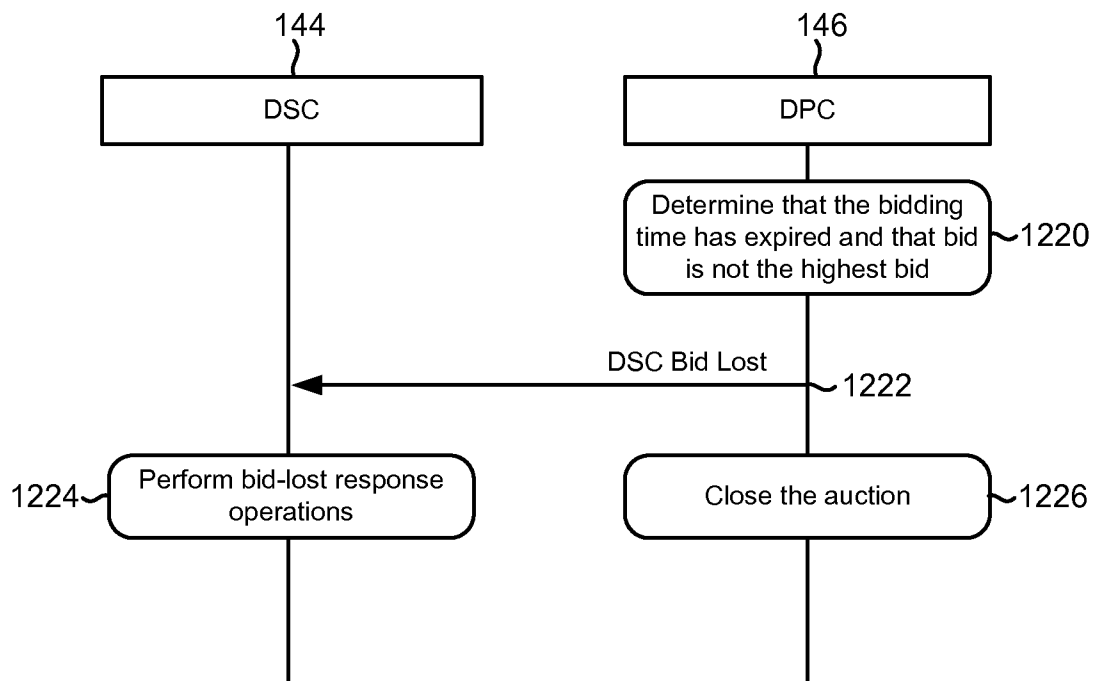 144
146
DSC
DPC
Determine that the bidding
time has expired and that bid
is not the highest bid
1220
DSC Bid Lost
1222
1224
Perform bid-lost response
operations
Close the auction
1226